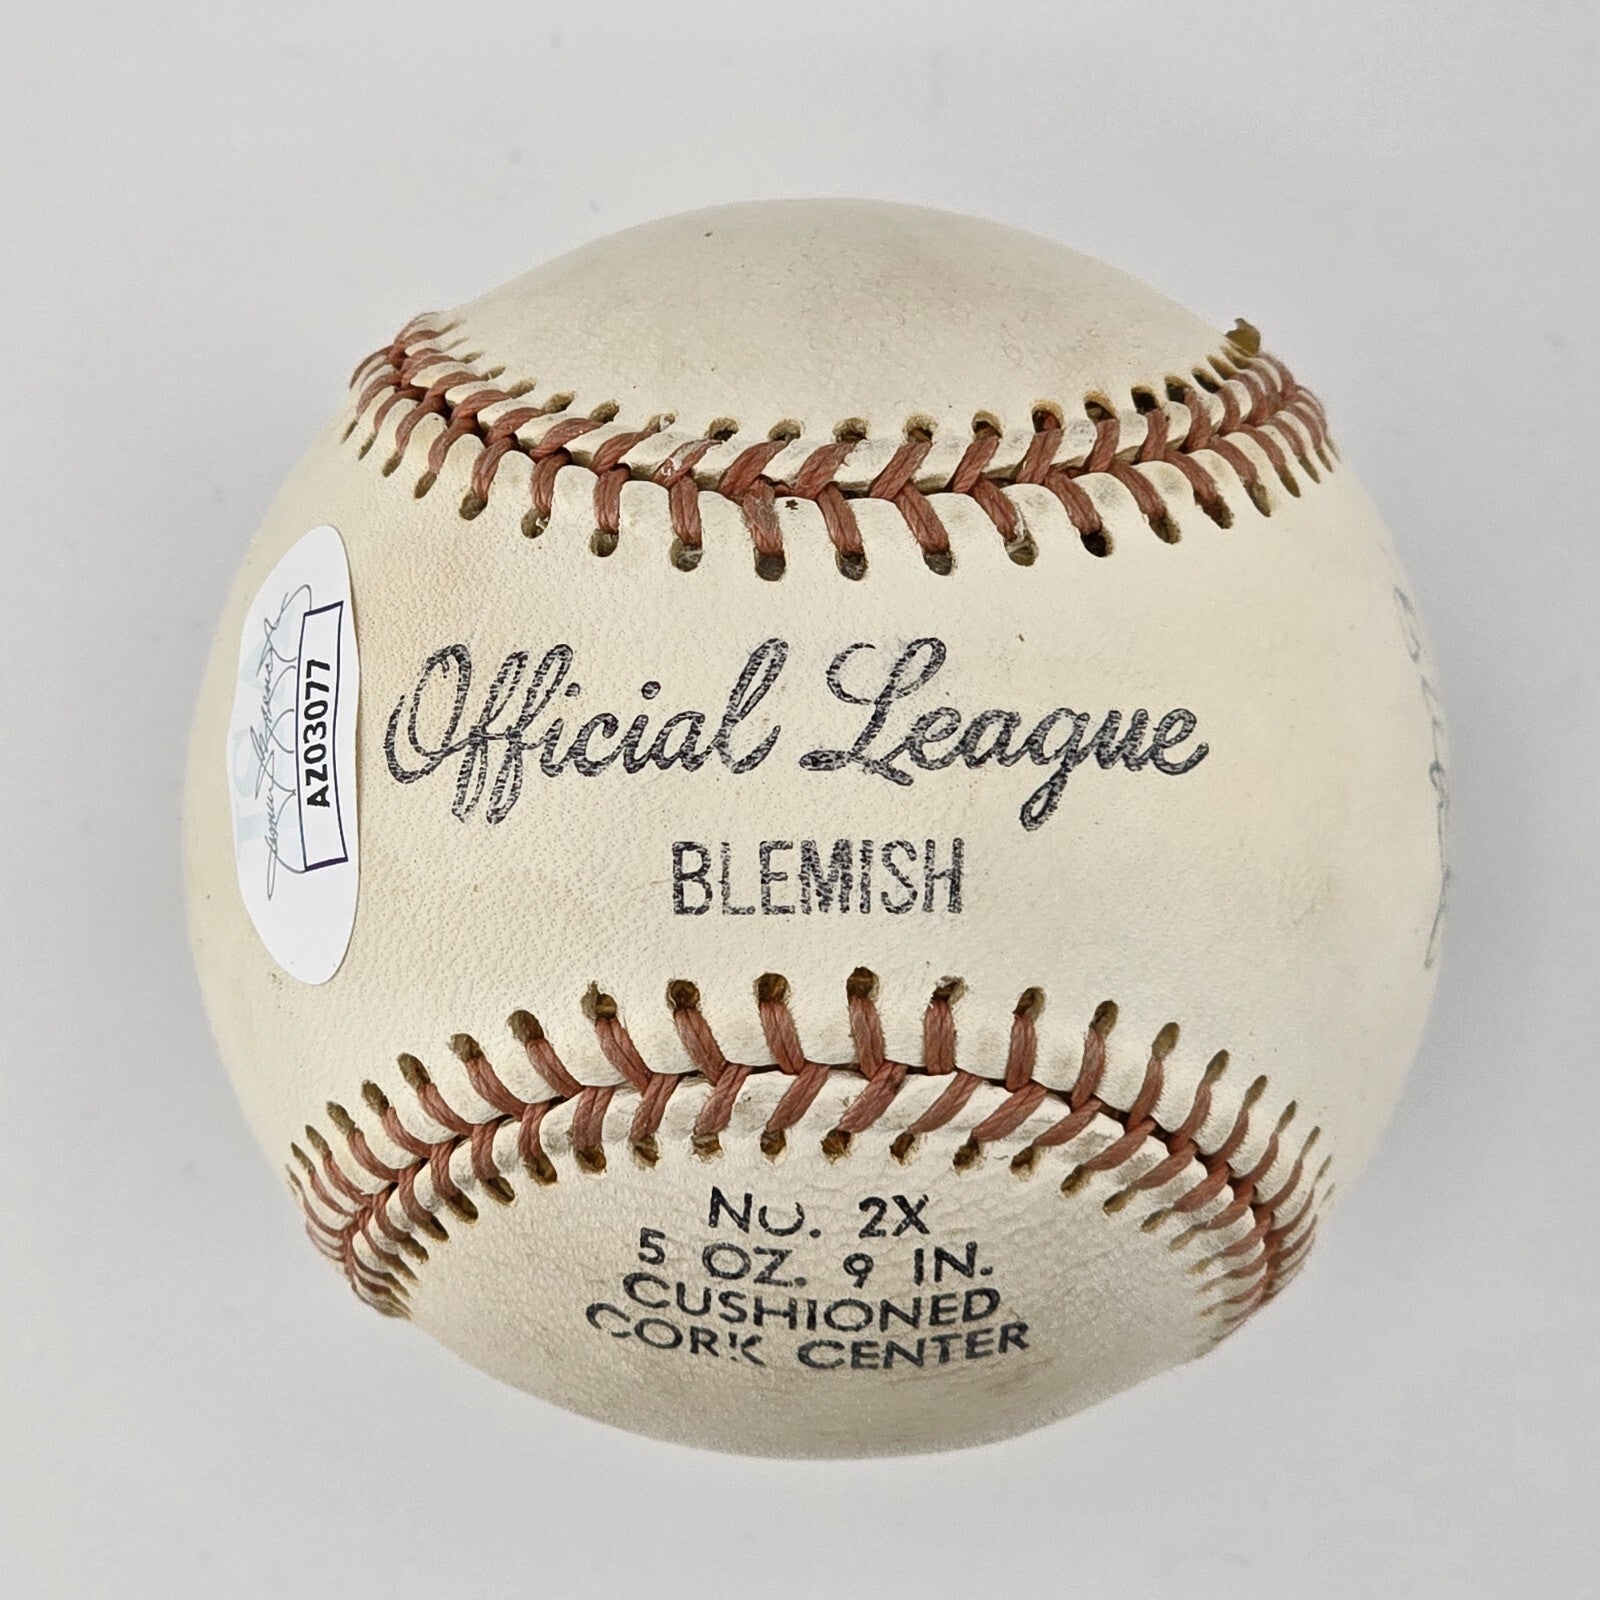 Official League
BLEMISH
No. 2X
5 OZ. 9 IN.
CUSHIONED
CORK CENTER
AZ03077